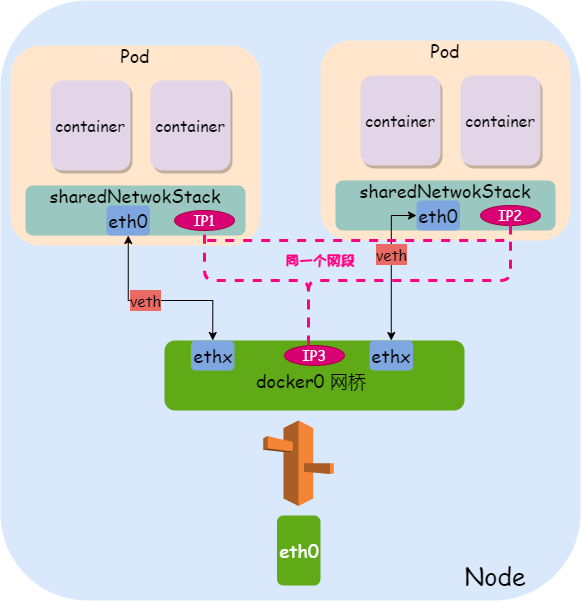 Pod
container
container
sharedNetwokStack
eth0
IP1
Pod
container
container
sharedNetwokStack
eth0
IP2
同一个网段
veth
veth
ethx
IP3
ethx
docker0 网桥
eth0
Node